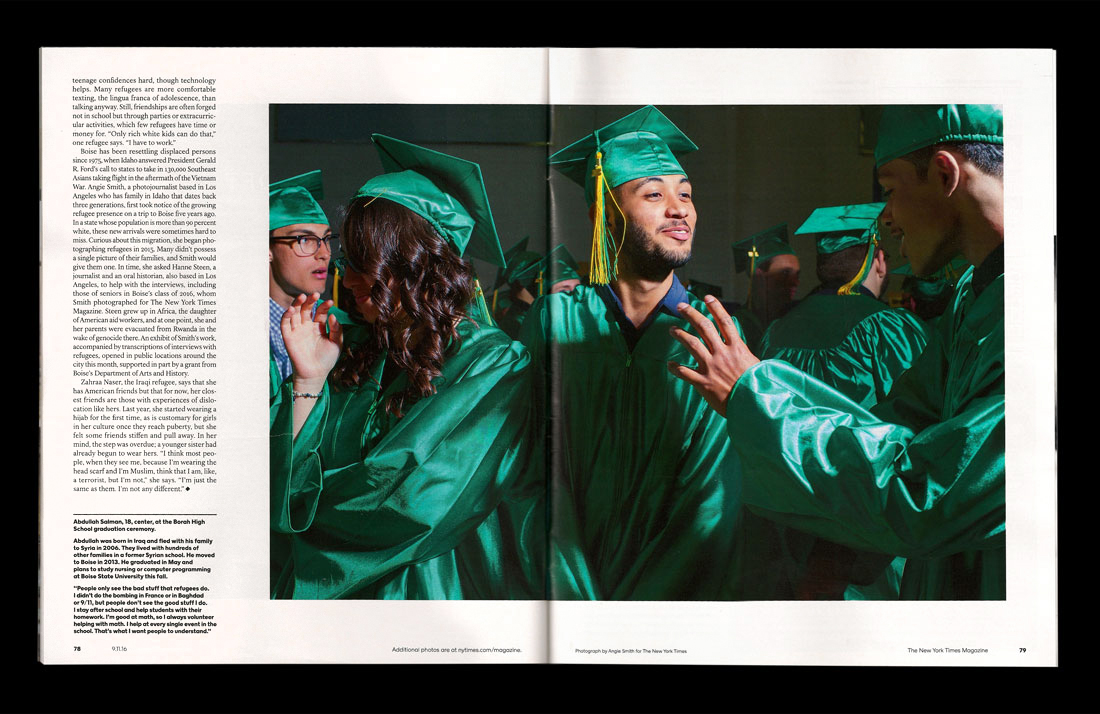 teenage confidences hard, though technology
helps. Many refugees are more comfortable
texting, the lingua franca of adolescence, than
talking anyway. Still, friendships are often forged
not in school but through parties or extracurric-
ular activities, which few refugees have time or
money for. “Only rich white kids can do that,”
one refugee says. “I have to work.”
Boise has been resettling displaced persons
since 1975, when Idaho answered President Gerald
R. Ford’s call to states to take in 130,000 Southeast
Asians taking flight in the aftermath of the Vietnam
War. Angie Smith, a photojournalist based in Los
Angeles who has family in Idaho that dates back
three generations, first took notice of the growing
refugee presence on a trip to Boise five years ago.
In a state whose population is more than 90 percent
white, these new arrivals were sometimes hard to
miss. Curious about this migration, she began pho-
tographing refugees in 2015. Many didn’t possess
a single picture of their families, and Smith would
give them one. In time, she asked Hanne Steen, a
journalist and an oral historian, also based in Los
Angeles, to help with the interviews, including
those of seniors in Boise’s class of 2016, whom
Smith photographed for The New York Times
Magazine. Steen grew up in Africa, the daughter
of American aid workers, and at one point, she and
her parents were evacuated from Rwanda in the
wake of genocide there. An exhibit of Smith’s work,
accompanied by transcriptions of interviews with
refugees, opened in public locations around the
city this month, supported in part by a grant from
Boise’s Department of Arts and History.
Zahraa Naser, the Iraqi refugee, says that she
has American friends but that for now, her clos-
est friends are those with experiences of dislo-
cation like hers. Last year, she started wearing a
hijab for the first time, as is customary for girls
in her culture once they reach puberty, but she
felt some friends stiffen and pull away. In her
mind, the step was overdue; a younger sister had
already begun to wear hers. “I think most peo-
ple, when they see me, because I’m wearing the
head scarf and I’m Muslim, think that I am, like,
a terrorist, but I’m not,” she says. “I’m just the
same as them. I’m not any different.” ◆
Abdullah Salman, 18, center, at the Borah High
School graduation ceremony.
Abdullah was born in Iraq and fled with his family
to Syria in 2006. They lived with hundreds of
other families in a former Syrian school. He moved
to Boise in 2013. He graduated in May and
plans to study nursing or computer programming
at Boise State University this fall.
“People only see the bad stuff that refugees do.
I didn’t do the bombing in France or in Baghdad
or 9/11, but people don’t see the good stuff I do.
I stay after school and help students with their
homework. I’m good at math, so I always volunteer
helping with math. I help at every single event in the
school. That’s what I want people to understand.”
78 9.11.16 Additional photos are at nytimes.com/magazine.
Photograph by Angie Smith for The New York Times The New York Times Magazine 79